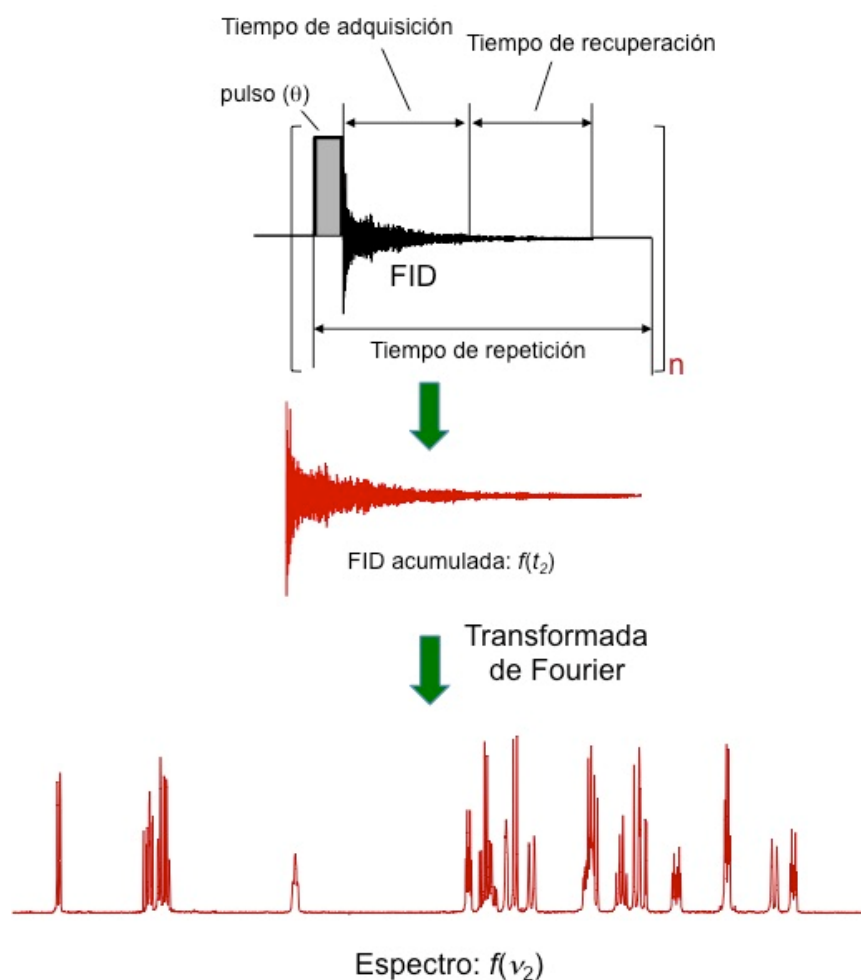 Tiempo de adquisición
Tiempo de recuperación
pulso (θ)
FID
Tiempo de repetición
n
FID acumulada: f(t₂)
Transformada
de Fourier
Espectro: f(ν₂)